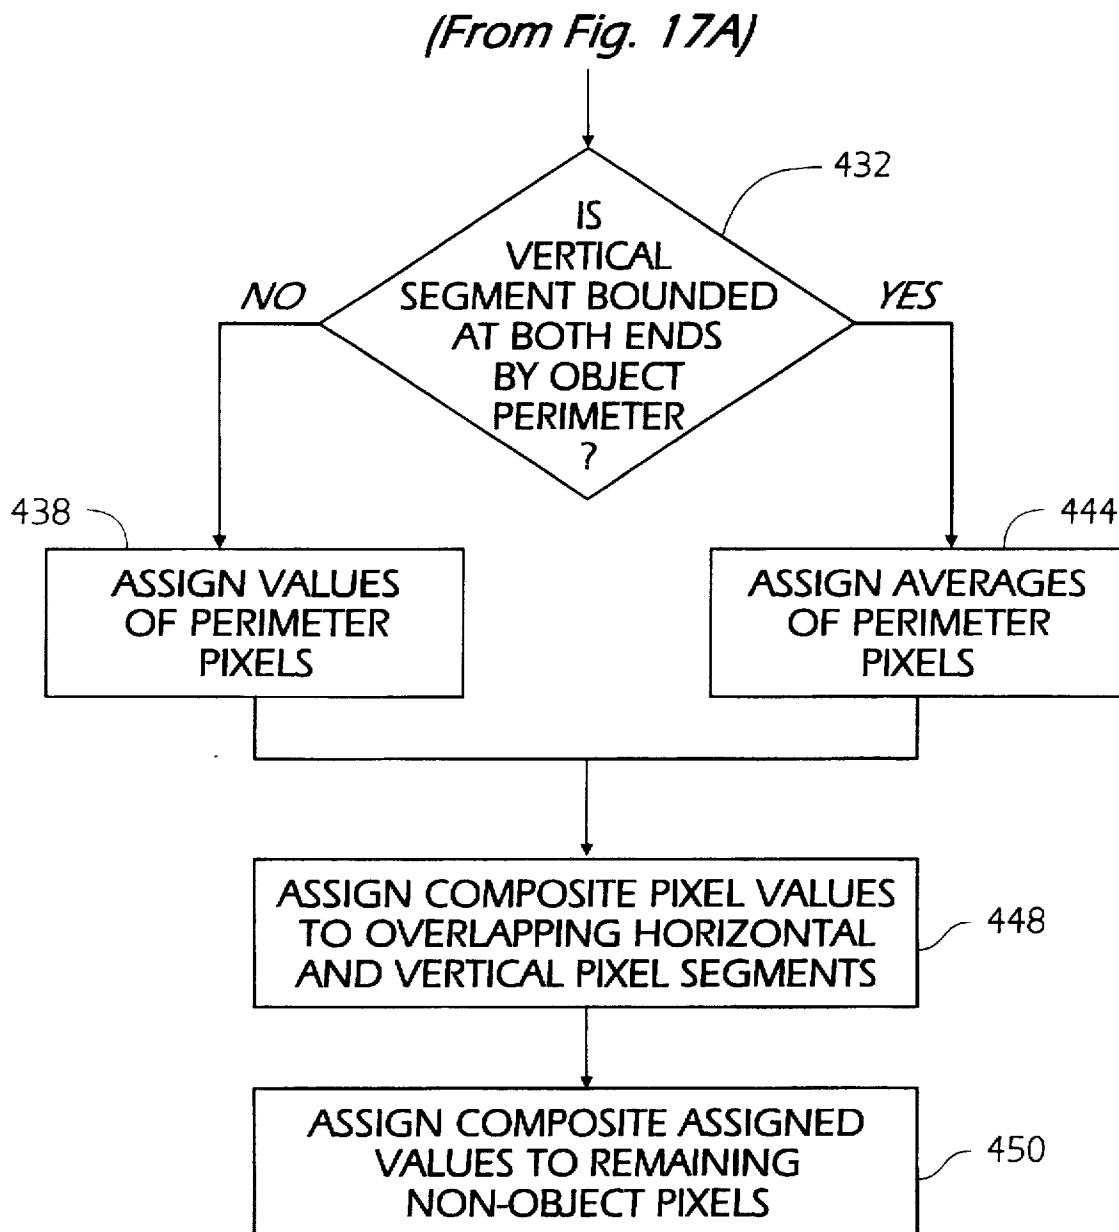 (From Fig. 17A)
432
IS
VERTICAL
SEGMENT BOUNDED
AT BOTH ENDS
BY OBJECT
PERIMETER
?
NO
YES
438
ASSIGN VALUES
OF PERIMETER
PIXELS
444
ASSIGN AVERAGES
OF PERIMETER
PIXELS
ASSIGN COMPOSITE PIXEL VALUES
TO OVERLAPPING HORIZONTAL
AND VERTICAL PIXEL SEGMENTS
448
ASSIGN COMPOSITE ASSIGNED
VALUES TO REMAINING
NON-OBJECT PIXELS
450